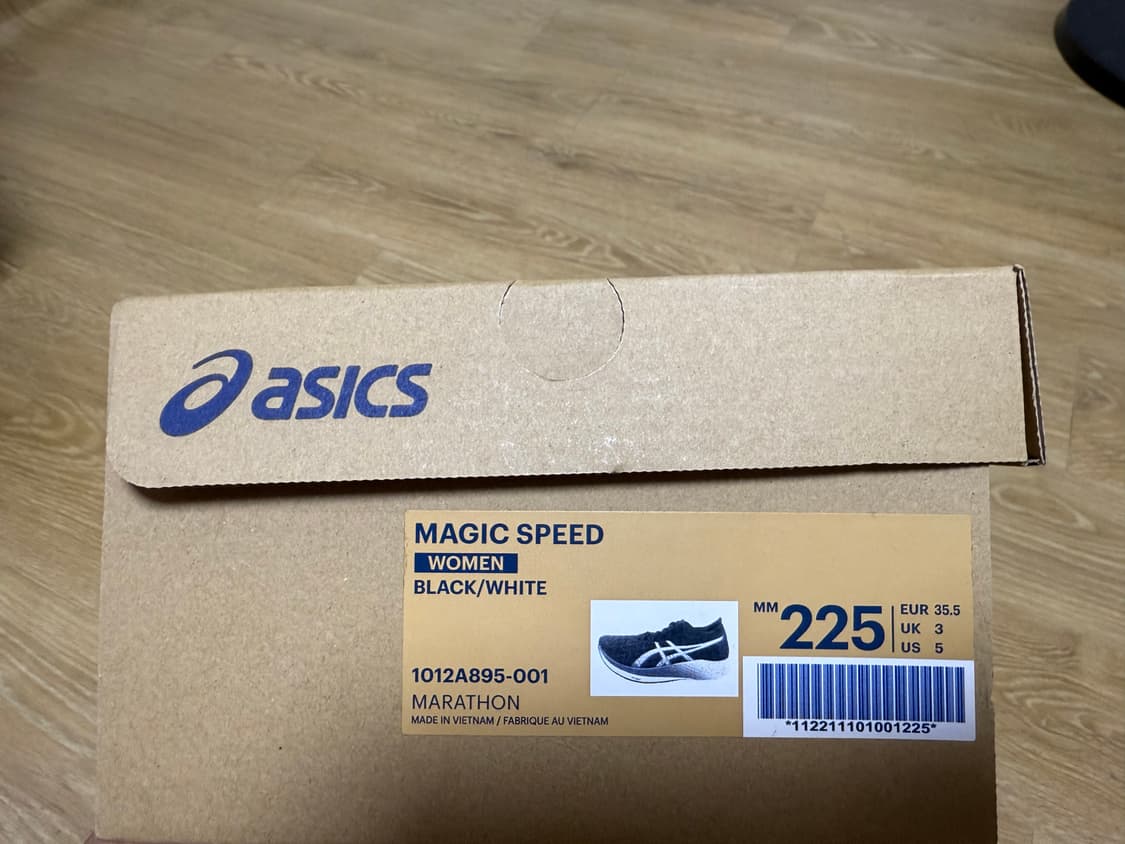 asics
MAGIC SPEED
WOMEN
BLACK/WHITE
MM 225
EUR 35.5
UK 3
US 5
1012A895-001
MARATHON
MADE IN VIETNAM / FABRIQUE AU VIETNAM
*112211101001225*